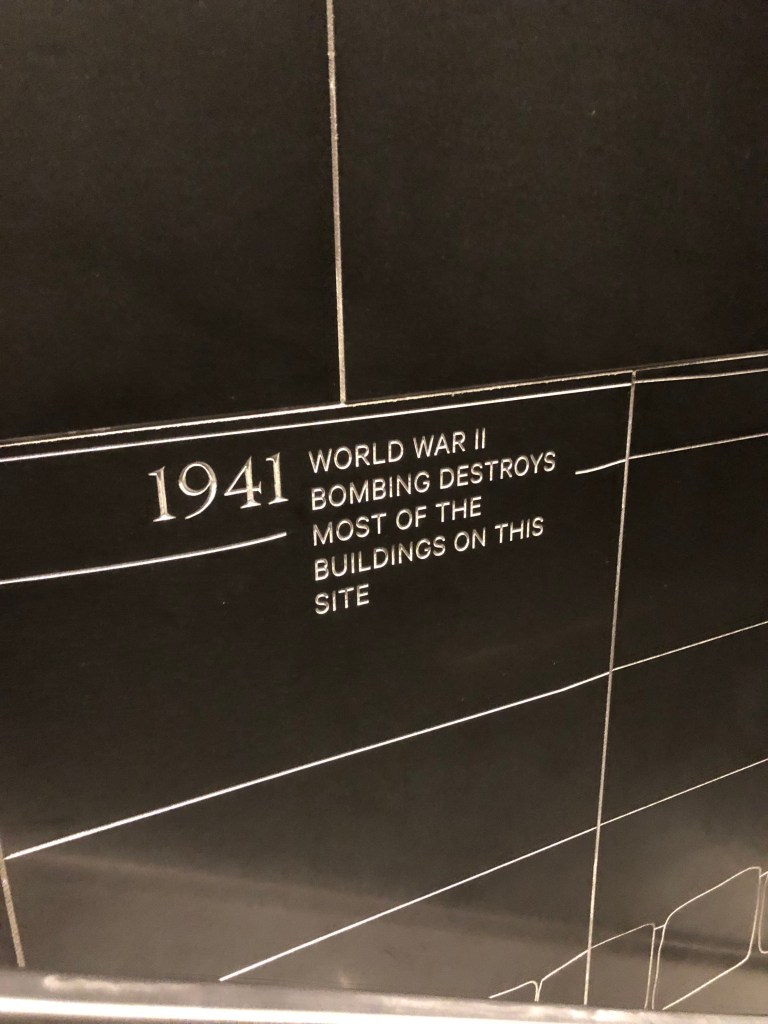 1941
WORLD WAR II
BOMBING DESTROYS
MOST OF THE
BUILDINGS ON THIS
SITE